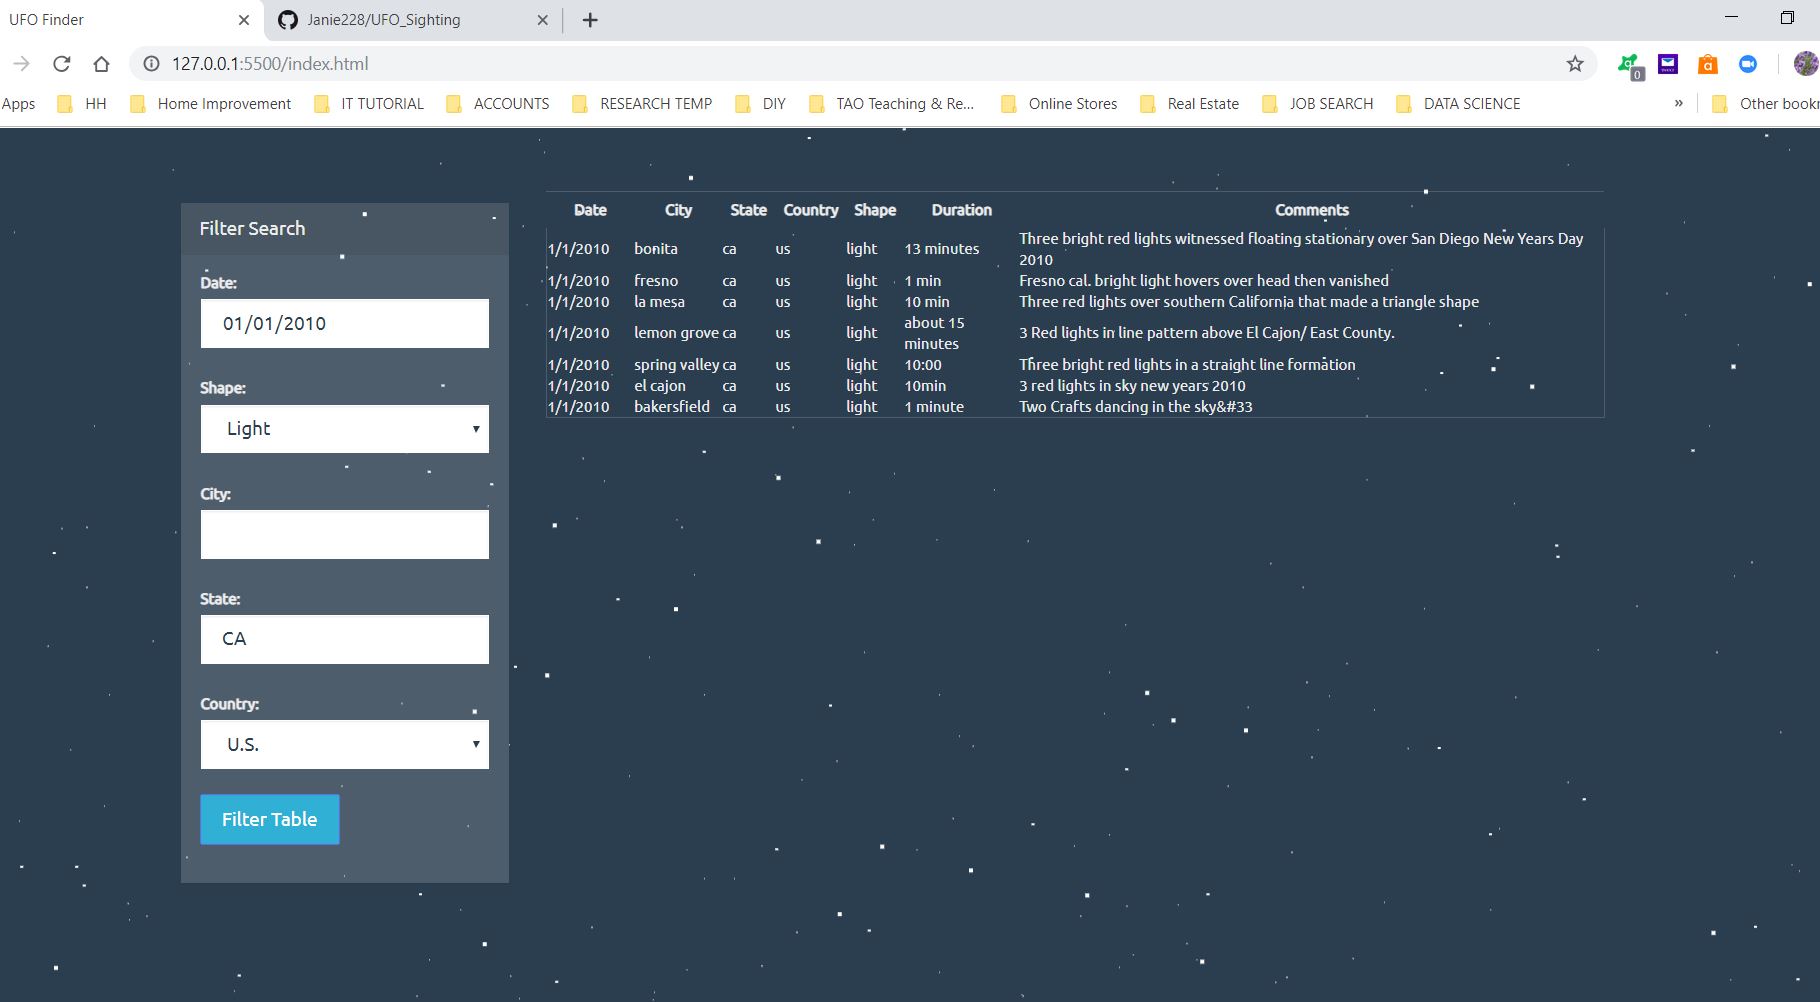 UFO Finder
Janie228/UFO_Sighting
127.0.0.1:5500/index.html
0
Apps HH Home Improvement IT TUTORIAL ACCOUNTS RESEARCH TEMP DIY TAO Teaching & Re... Online Stores Real Estate JOB SEARCH DATA SCIENCE » Other bookr
Filter Search
Date:
01/01/2010
Shape:
Light
City:
State:
CA
Country:
U.S.
Filter Table
Date City State Country Shape Duration Comments
1/1/2010 bonita ca us light 13 minutes Three bright red lights witnessed floating stationary over San Diego New Years Day
2010
1/1/2010 fresno ca us light 1 min Fresno cal. bright light hovers over head then vanished
1/1/2010 la mesa ca us light 10 min Three red lights over southern California that made a triangle shape
1/1/2010 lemon grove ca us light about 15 minutes 3 Red lights in line pattern above El Cajon/ East County.
1/1/2010 spring valley ca us light 10:00 Three bright red lights in a straight line formation
1/1/2010 el cajon ca us light 10min 3 red lights in sky new years 2010
1/1/2010 bakersfield ca us light 1 minute Two Crafts dancing in the sky&#33